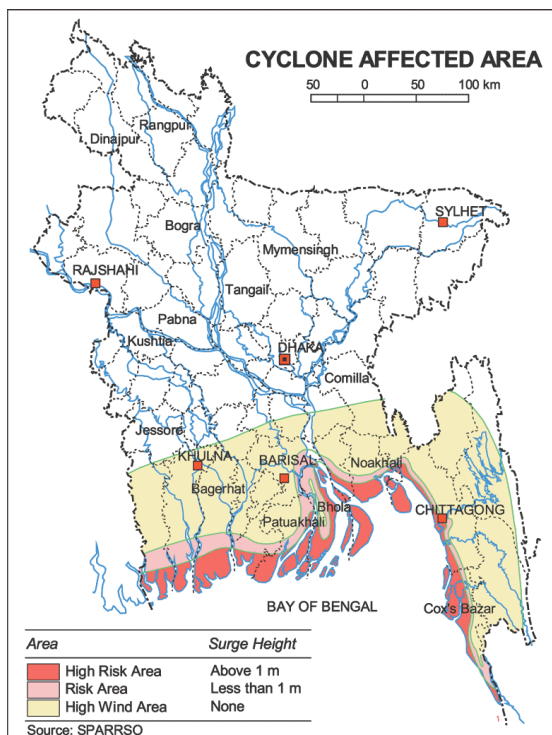 CYCLONE AFFECTED AREA
50 0 50 100 km
Rangpur
Dinajpur
SYLHET
Bogra
Mymensingh
RAJSHAHI
Tangail
Pabna
Kushtia
DHAKA
Comilla
Jessore
KHULNA
BARISAL
Noakhali
Bagerhat
Bhola
Patuakhali
CHITTAGONG
BAY OF BENGAL
Cox's Bazar
Area Surge Height
High Risk Area Above 1 m
Risk Area Less than 1 m
High Wind Area None
Source: SPARRSO
1